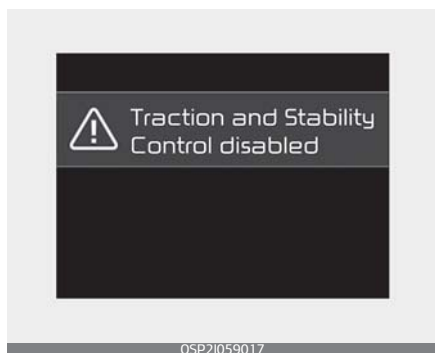 Traction and Stability
Control disabled
OSP2I059017